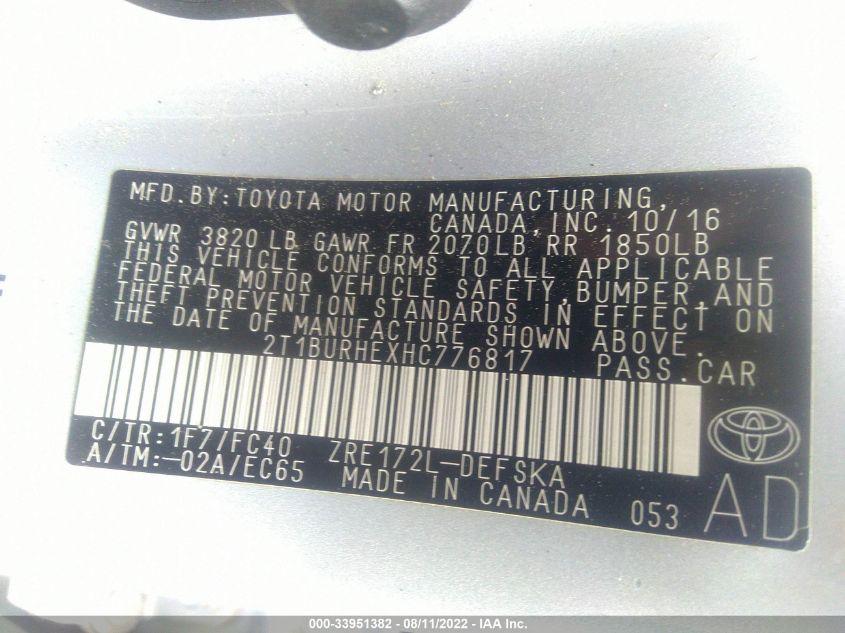 MFD.BY:TOYOTA MOTOR MANUFACTURING,
CANADA,INC. 10/16
GVWR 3820 LB GAWR FR 2070LB RR 1850LB
THIS VEHICLE CONFORMS TO ALL APPLICABLE
FEDERAL MOTOR VEHICLE SAFETY,BUMPER,AND
THEFT PREVENTION STANDARDS IN EFFECT ON
THE DATE OF MANUFACTURE SHOWN ABOVE.
2T1BURHEXHC776817 PASS.CAR
C/TR:1F7/FC40 ZRE172L-DEFSKA
A/TM:-02A/EC65 MADE IN CANADA 053 AD
000-33951382 - 08/11/2022 - IAA Inc.